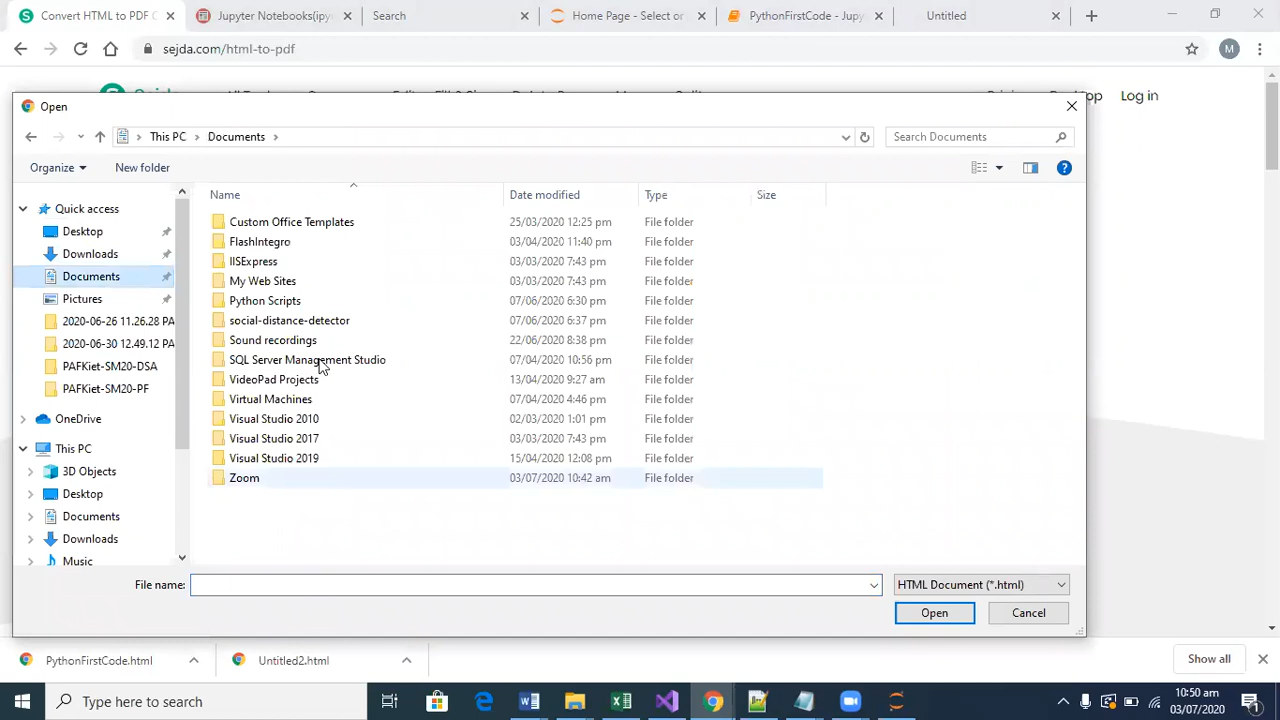 Convert HTML to PDF O
Jupyter Notebooks(ipy
Search
Home Page - Select or
PythonFirstCode - Jup
Untitled
sejda.com/html-to-pdf
M
Log in
Open
This PC
Documents
Search Documents
Organize
New folder
Name
Date modified
Type
Size
Quick access
Desktop
Downloads
Documents
Pictures
2020-06-26 11.26.28 PA
2020-06-30 12.49.12 PA
PAFKiet-SM20-DSA
PAFKiet-SM20-PF
OneDrive
This PC
3D Objects
Desktop
Documents
Downloads
Music
Custom Office Templates 25/03/2020 12:25 pm File folder
FlashIntegro 03/04/2020 11:40 pm File folder
IISExpress 03/03/2020 7:43 pm File folder
My Web Sites 03/03/2020 7:43 pm File folder
Python Scripts 07/06/2020 6:30 pm File folder
social-distance-detector 07/06/2020 6:37 pm File folder
Sound recordings 22/06/2020 8:38 pm File folder
SQL Server Management Studio 07/04/2020 10:56 pm File folder
VideoPad Projects 13/04/2020 9:27 am File folder
Virtual Machines 07/04/2020 4:46 pm File folder
Visual Studio 2010 02/03/2020 1:01 pm File folder
Visual Studio 2017 03/03/2020 7:43 pm File folder
Visual Studio 2019 15/04/2020 12:08 pm File folder
Zoom 03/07/2020 10:42 am File folder
File name:
HTML Document (*.html)
Open
Cancel
PythonFirstCode.html
Untitled2.html
Show all
Type here to search
10:50 am
03/07/2020